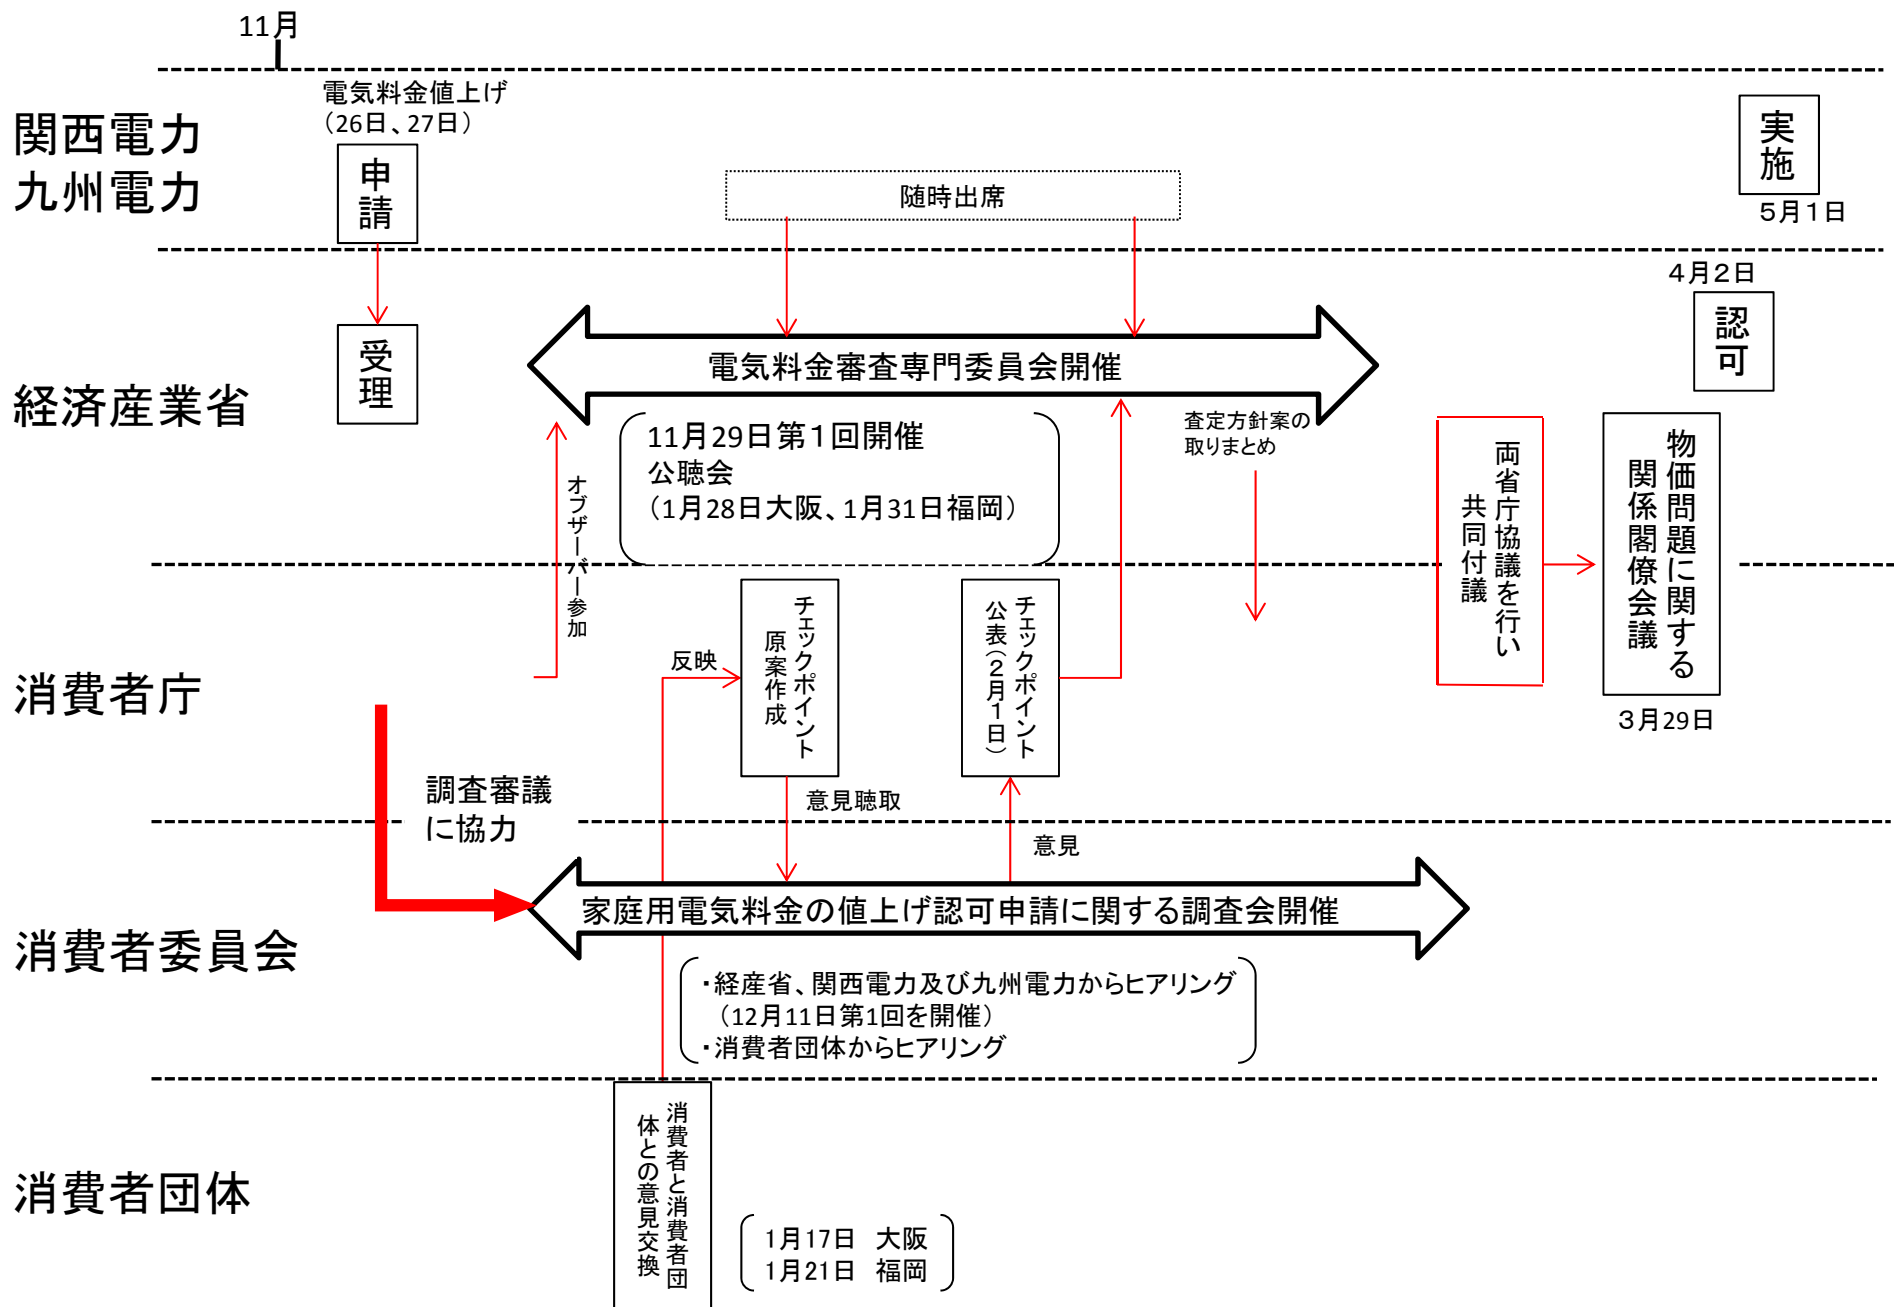 11月
関西電力
九州電力
電気料金値上げ
（26日、27日）
申請
随時出席
実施
５月１日
経済産業省
受理
電気料金審査専門委員会開催
11月29日第１回開催
公聴会
（1月28日大阪、1月31日福岡）
オブザーバー参加
査定方針案の
取りまとめ
両省庁協議を行い
共同付議
物価問題に関する
関係閣僚会議
３月29日
４月２日
認可
消費者庁
反映
チェックポイント
原案作成
チェックポイント
公表（２月１日）
意見聴取
意見
調査審議
に協力
消費者委員会
家庭用電気料金の値上げ認可申請に関する調査会開催
・経産省、関西電力及び九州電力からヒアリング
（12月11日第1回を開催）
・消費者団体からヒアリング
消費者団体
消費者と消費者団
体との意見交換
1月17日　大阪
1月21日　福岡